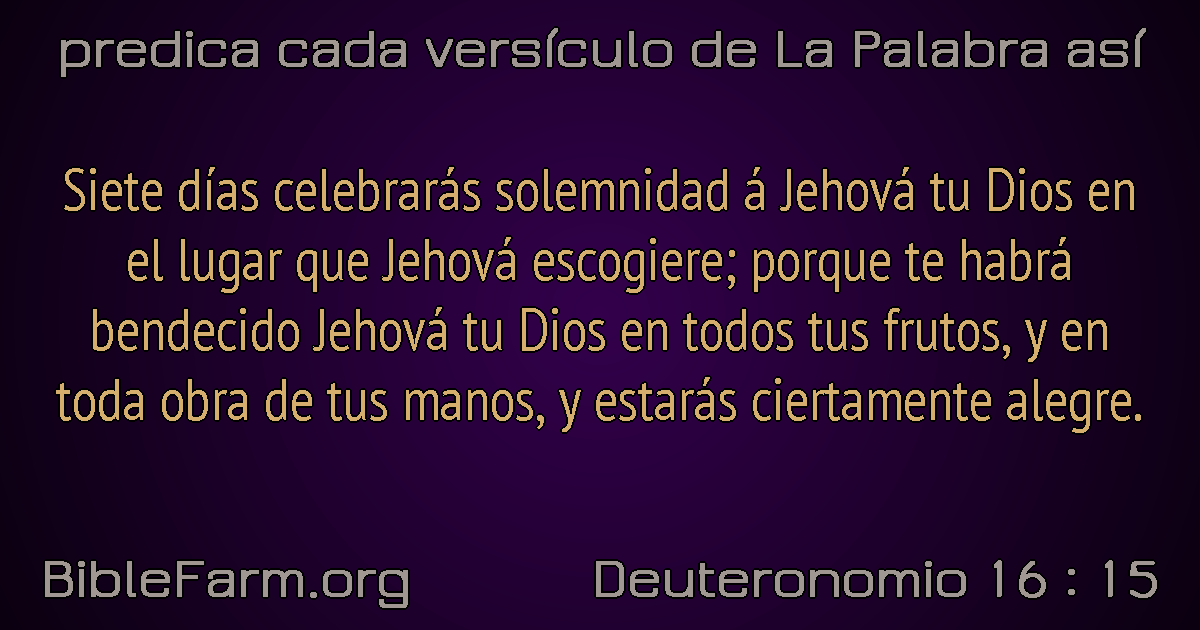 predica cada versículo de La Palabra así
Siete días celebrarás solemnidad á Jehová tu Dios en
el lugar que Jehová escogiere; porque te habrá
bendecido Jehová tu Dios en todos tus frutos, y en
toda obra de tus manos, y estarás ciertamente alegre.
BibleFarm.org
Deuteronomio 16 : 15